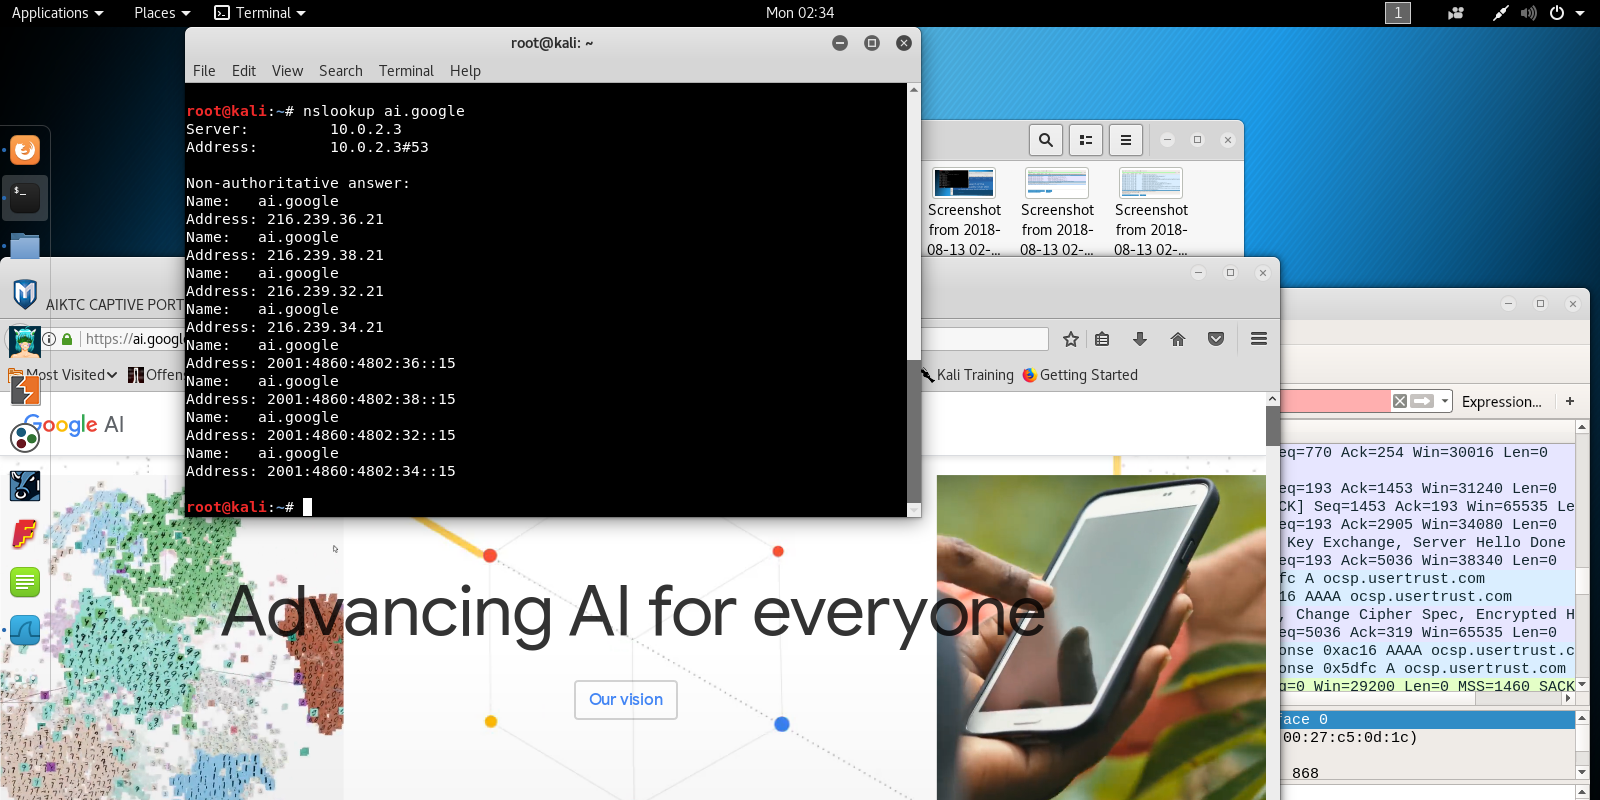 Applications
Places
Terminal
Mon 02:34
1
root@kali: ~
File Edit View Search Terminal Help
root@kali:~# nslookup ai.google
Server:         10.0.2.3
Address:        10.0.2.3#53
Non-authoritative answer:
Name:   ai.google
Address: 216.239.36.21
Name:   ai.google
Address: 216.239.38.21
Name:   ai.google
Address: 216.239.32.21
Name:   ai.google
Address: 216.239.34.21
Name:   ai.google
Address: 2001:4860:4802:36::15
Name:   ai.google
Address: 2001:4860:4802:38::15
Name:   ai.google
Address: 2001:4860:4802:32::15
Name:   ai.google
Address: 2001:4860:4802:34::15
root@kali:~#
Screenshot from 2018-08-13 02-...
Screenshot from 2018-08-13 02-...
Screenshot from 2018-08-13 02-...
AIKTC CAPTIVE PORT
https://ai.googl
Most Visited
Offens
Kali Training
Getting Started
Google AI
Advancing AI for everyone
Our vision
Expression...
+
eq=770 Ack=254 Win=30016 Len=0
eq=193 Ack=1453 Win=31240 Len=0
CK] Seq=1453 Ack=193 Win=65535 Le
eq=193 Ack=2905 Win=34080 Len=0
Key Exchange, Server Hello Done
eq=193 Ack=5036 Win=38340 Len=0
fc A ocsp.usertrust.com
16 AAAA ocsp.usertrust.com
, Change Cipher Spec, Encrypted H
eq=5036 Ack=319 Win=65535 Len=0
onse 0xac16 AAAA ocsp.usertrust.c
onse 0x5dfc A ocsp.usertrust.com
q=0 Win=29200 Len=0 MSS=1460 SACK
face 0
00:27:c5:0d:1c)
868